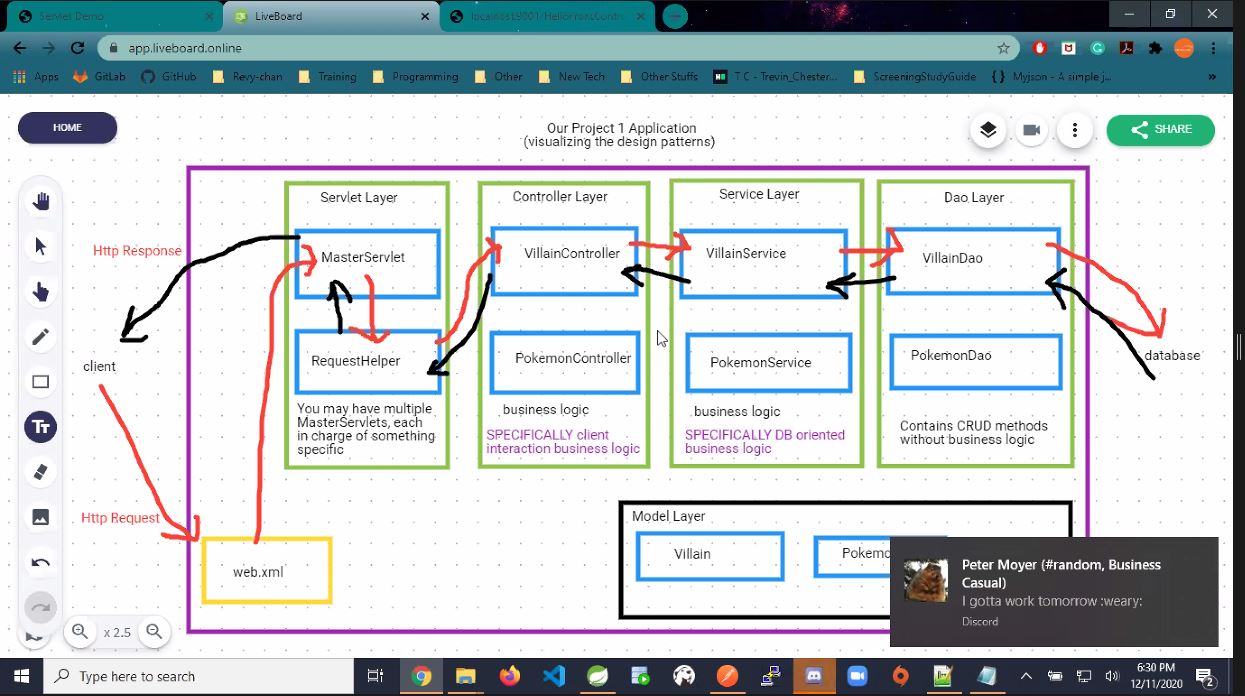 Servlet Demo
LiveBoard
localhost:9001/HelloFrontContr
app.liveboard.online
Apps
GitLab
GitHub
Revy-chan
Training
Programming
Other
New Tech
Other Stuffs
T C - Trevin_Chester...
ScreeningStudyGuide
Myjson - A simple j...
HOME
Our Project 1 Application
(visualizing the design patterns)
SHARE
Servlet Layer
Controller Layer
Service Layer
Dao Layer
Http Response
MasterServlet
VillainController
VillainService
VillainDao
client
RequestHelper
PokemonController
PokemonService
PokemonDao
database
You may have multiple
MasterServlets, each
in charge of something
specific
business logic
SPECIFICALLY client
interaction business logic
business logic
SPECIFICALLY DB oriented
business logic
Contains CRUD methods
without business logic
Tт
Http Request
Model Layer
Villain
Pokemo
web.xml
Peter Moyer (#random, Business
Casual)
I gotta work tomorrow :weary:
Discord
x 2.5
Type here to search
6:30 PM
12/11/2020
2